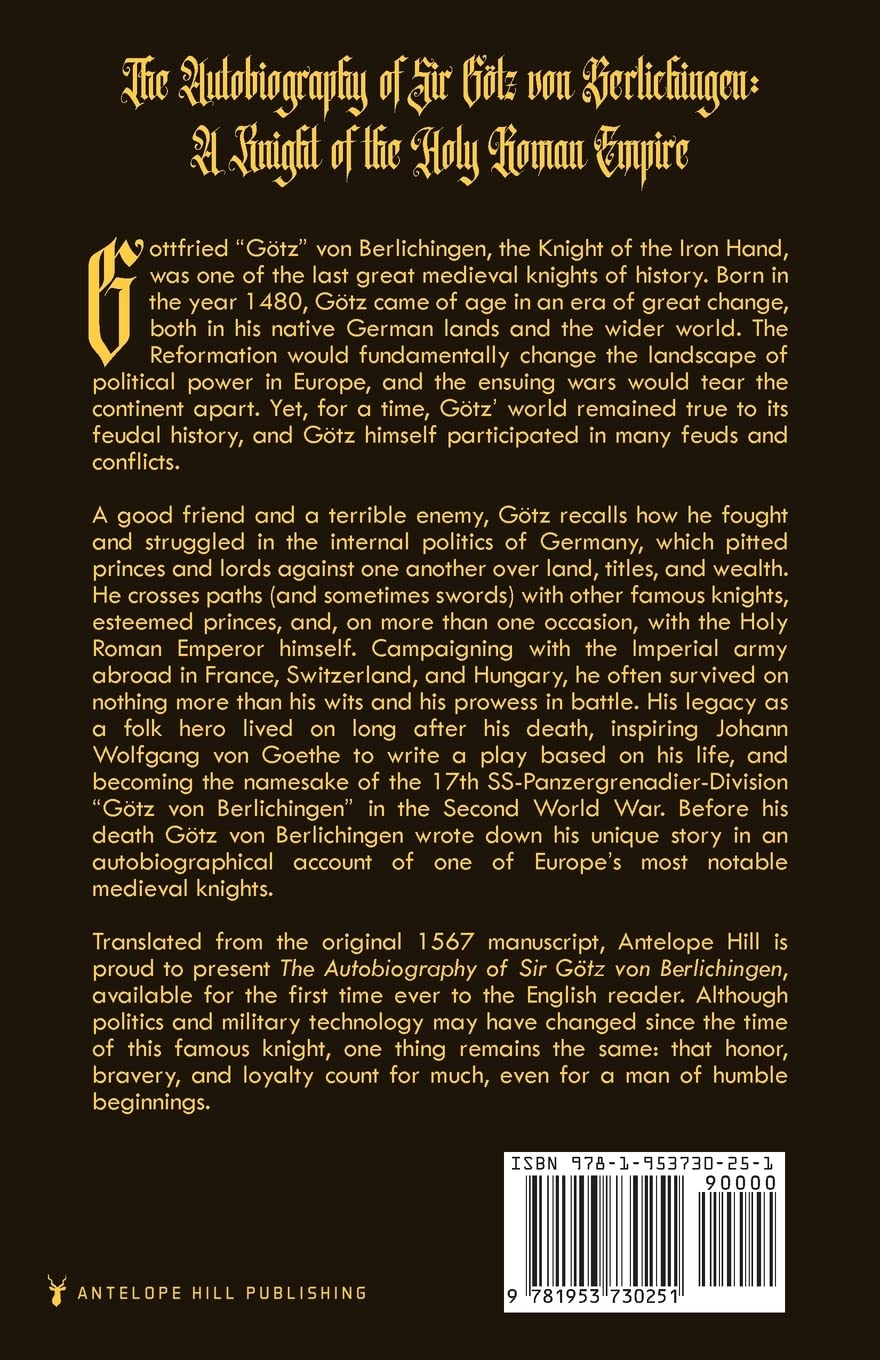 The Autobiography of Sir Götz von Berlichingen:
A Knight of the Holy Roman Empire
Gottfried “Götz” von Berlichingen, the Knight of the Iron Hand,
was one of the last great medieval knights of history. Born in
the year 1480, Götz came of age in an era of great change,
both in his native German lands and the wider world. The
Reformation would fundamentally change the landscape of
political power in Europe, and the ensuing wars would tear the
continent apart. Yet, for a time, Götz’ world remained true to its
feudal history, and Götz himself participated in many feuds and
conflicts.
A good friend and a terrible enemy, Götz recalls how he fought
and struggled in the internal politics of Germany, which pitted
princes and lords against one another over land, titles, and wealth.
He crosses paths (and sometimes swords) with other famous knights,
esteemed princes, and, on more than one occasion, with the Holy
Roman Emperor himself. Campaigning with the Imperial army
abroad in France, Switzerland, and Hungary, he often survived on
nothing more than his wits and his prowess in battle. His legacy as
a folk hero lived on long after his death, inspiring Johann
Wolfgang von Goethe to write a play based on his life, and
becoming the namesake of the 17th SS-Panzergrenadier-Division
“Götz von Berlichingen” in the Second World War. Before his
death Götz von Berlichingen wrote down his unique story in an
autobiographical account of one of Europe’s most notable
medieval knights.
Translated from the original 1567 manuscript, Antelope Hill is
proud to present The Autobiography of Sir Götz von Berlichingen,
available for the first time ever to the English reader. Although
politics and military technology may have changed since the time
of this famous knight, one thing remains the same: that honor,
bravery, and loyalty count for much, even for a man of humble
beginnings.
ISBN 978-1-953730-25-1
90000
9 781953 730251
ANTELOPE HILL PUBLISHING